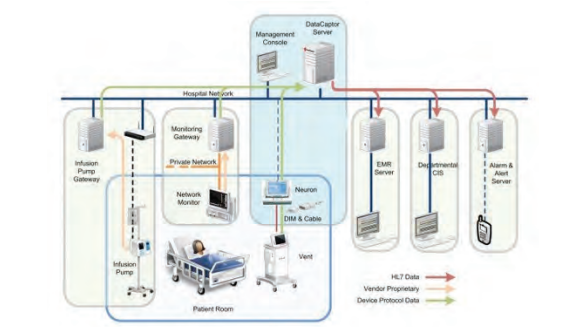 Management
Console
DataCaptor
Server
Hospital Network
Infusion
Pump
Gateway
Monitoring
Gateway
Private Network
Network
Monitor
Neuron
DIM & Cable
Vent
Infusion
Pump
Patient Room
EMR
Server
Departmental
CIS
Alarm &
Alert
Server
HL7 Data
Vendor Proprietary
Device Protocol Data